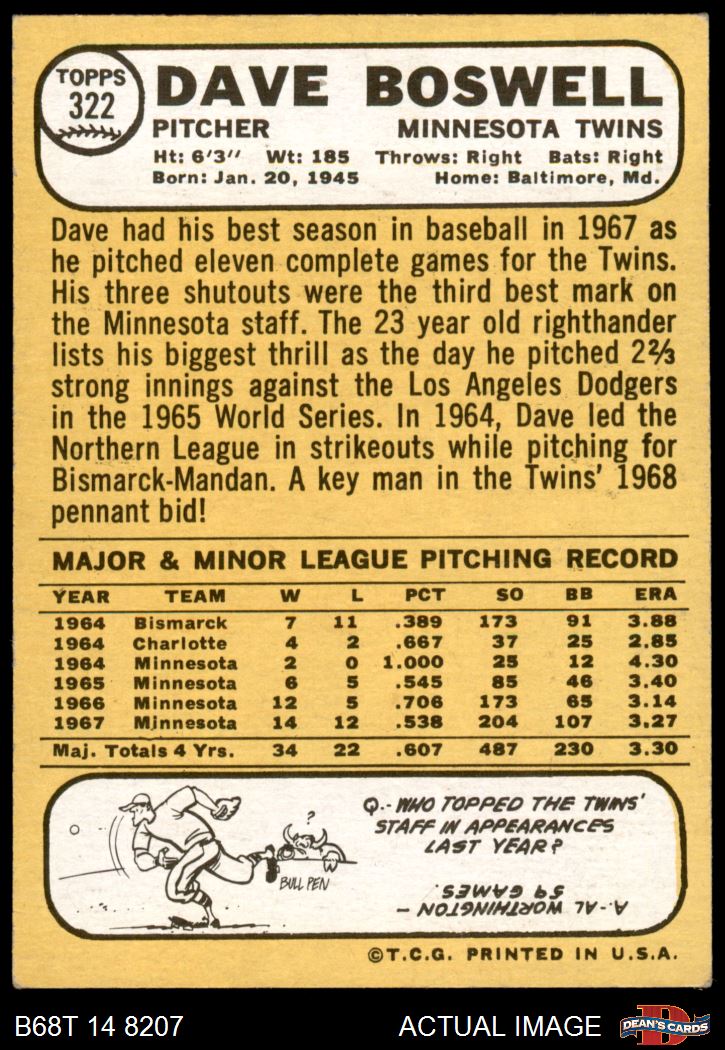 TOPPS
322
DAVE BOSWELL
PITCHER MINNESOTA TWINS
Ht: 6'3" Wt: 185 Throws: Right Bats: Right
Born: Jan. 20, 1945 Home: Baltimore, Md.
Dave had his best season in baseball in 1967 as
he pitched eleven complete games for the Twins.
His three shutouts were the third best mark on
the Minnesota staff. The 23 year old righthander
lists his biggest thrill as the day he pitched 2⅔
strong innings against the Los Angeles Dodgers
in the 1965 World Series. In 1964, Dave led the
Northern League in strikeouts while pitching for
Bismarck-Mandan. A key man in the Twins' 1968
pennant bid!
MAJOR & MINOR LEAGUE PITCHING RECORD
YEAR TEAM W L PCT SO BB ERA
1964 Bismarck 7 11 .389 173 91 3.88
1964 Charlotte 4 2 .667 37 25 2.85
1964 Minnesota 2 0 1.000 25 12 4.30
1965 Minnesota 6 5 .545 85 46 3.40
1966 Minnesota 12 5 .706 173 65 3.14
1967 Minnesota 14 12 .538 204 107 3.27
Maj. Totals 4 Yrs. 34 22 .607 487 230 3.30
?
BULL PEN
Q.- WHO TOPPED THE TWINS'
STAFF IN APPEARANCES
LAST YEAR?
A.- AL WORTHINGTON –
59 GAMES.
©T.C.G. PRINTED IN U.S.A.
B68T 14 8207 ACTUAL IMAGE
DEAN'S CARDS